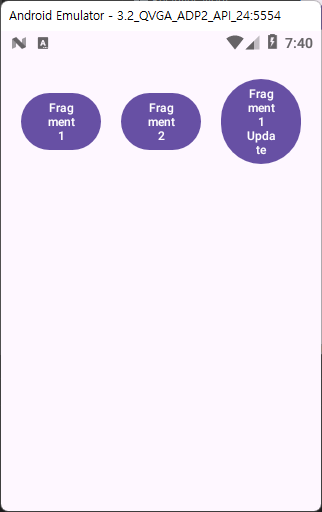 Android Emulator - 3.2_QVGA_ADP2_API_24:5554
7:40
Frag
ment
1
Frag
ment
2
Frag
ment
1
Upda
te